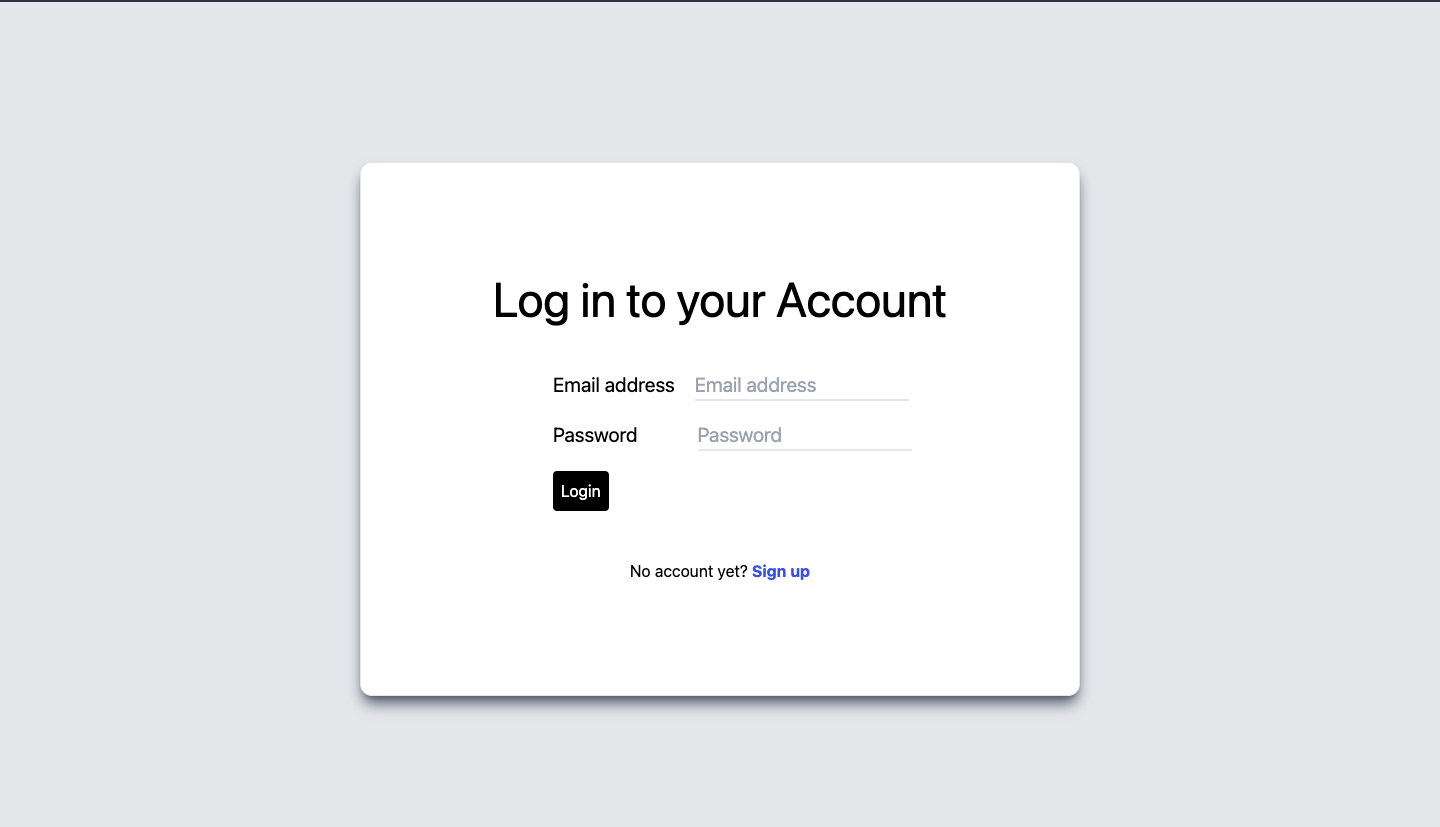 Log in to your Account
Email address Email address
Password Password
Login
No account yet? Sign up